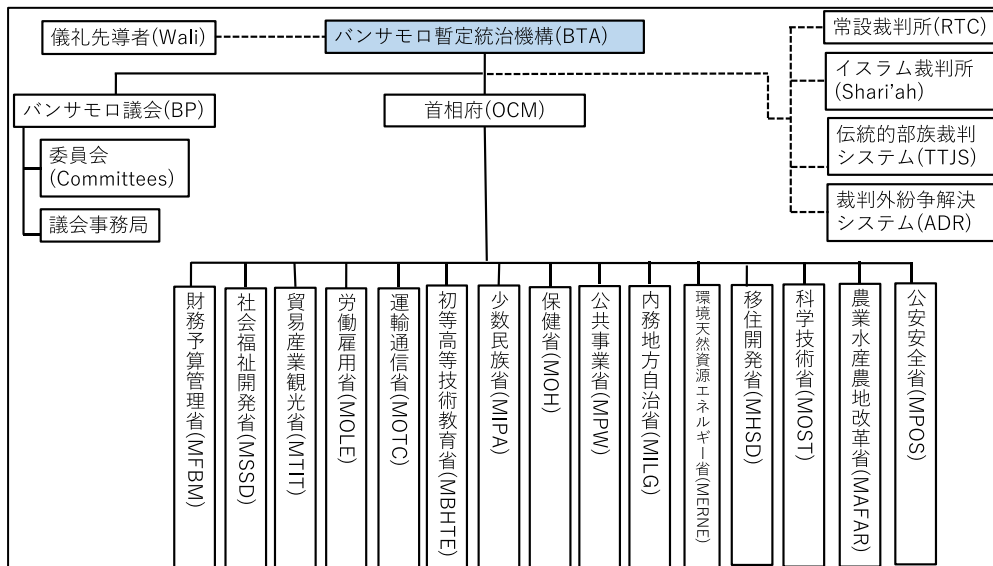 儀礼先導者(Wali)
バンサモロ暫定統治機構(BTA)
常設裁判所(RTC)
イスラム裁判所
(Shari'ah)
バンサモロ議会(BP)
首相府(OCM)
伝統的部族裁判
システム(TTJS)
委員会
(Committees)
裁判外紛争解決
システム(ADR)
議会事務局
財務予算管理省(MFBM)
社会福祉開発省(MSSD)
貿易産業観光省(MTIT)
労働雇用省(MOLE)
運輸通信省(MOTC)
初等高等技術教育省(MBHTE)
少数民族省(MIPA)
保健省(MOH)
公共事業省(MPW)
内務地方自治省(MILG)
環境天然資源エネルギー省(MERNE)
移住開発省(MHSD)
科学技術省(MOST)
農業水産農地改革省(MAFAR)
公安安全省(MPOS)